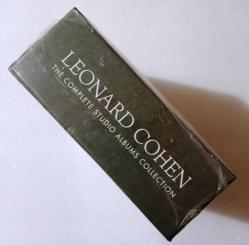 LEONARD COHEN
THE COMPLETE STUDIO ALBUMS COLLECTION